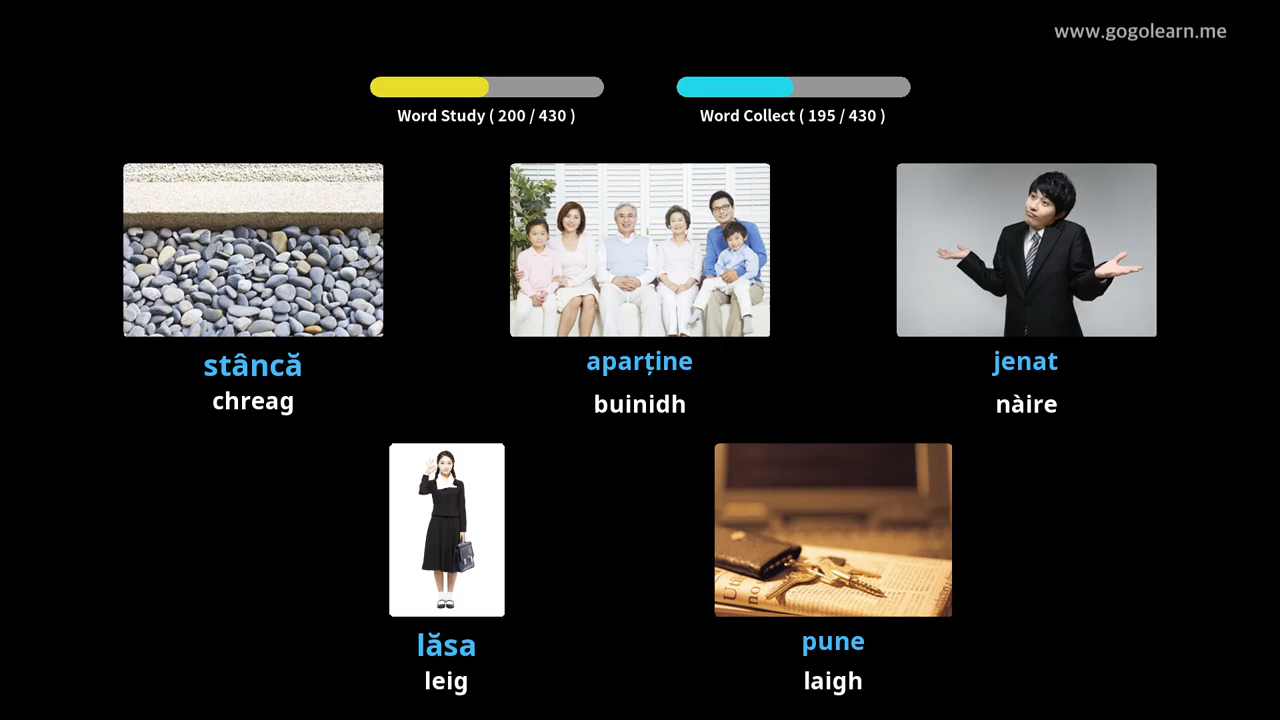 www.gogolearn.me
Word Study ( 200 / 430 )
Word Collect ( 195 / 430 )
stâncă
chreag
aparține
buinidh
jenat
nàire
lăsa
leig
pune
laigh